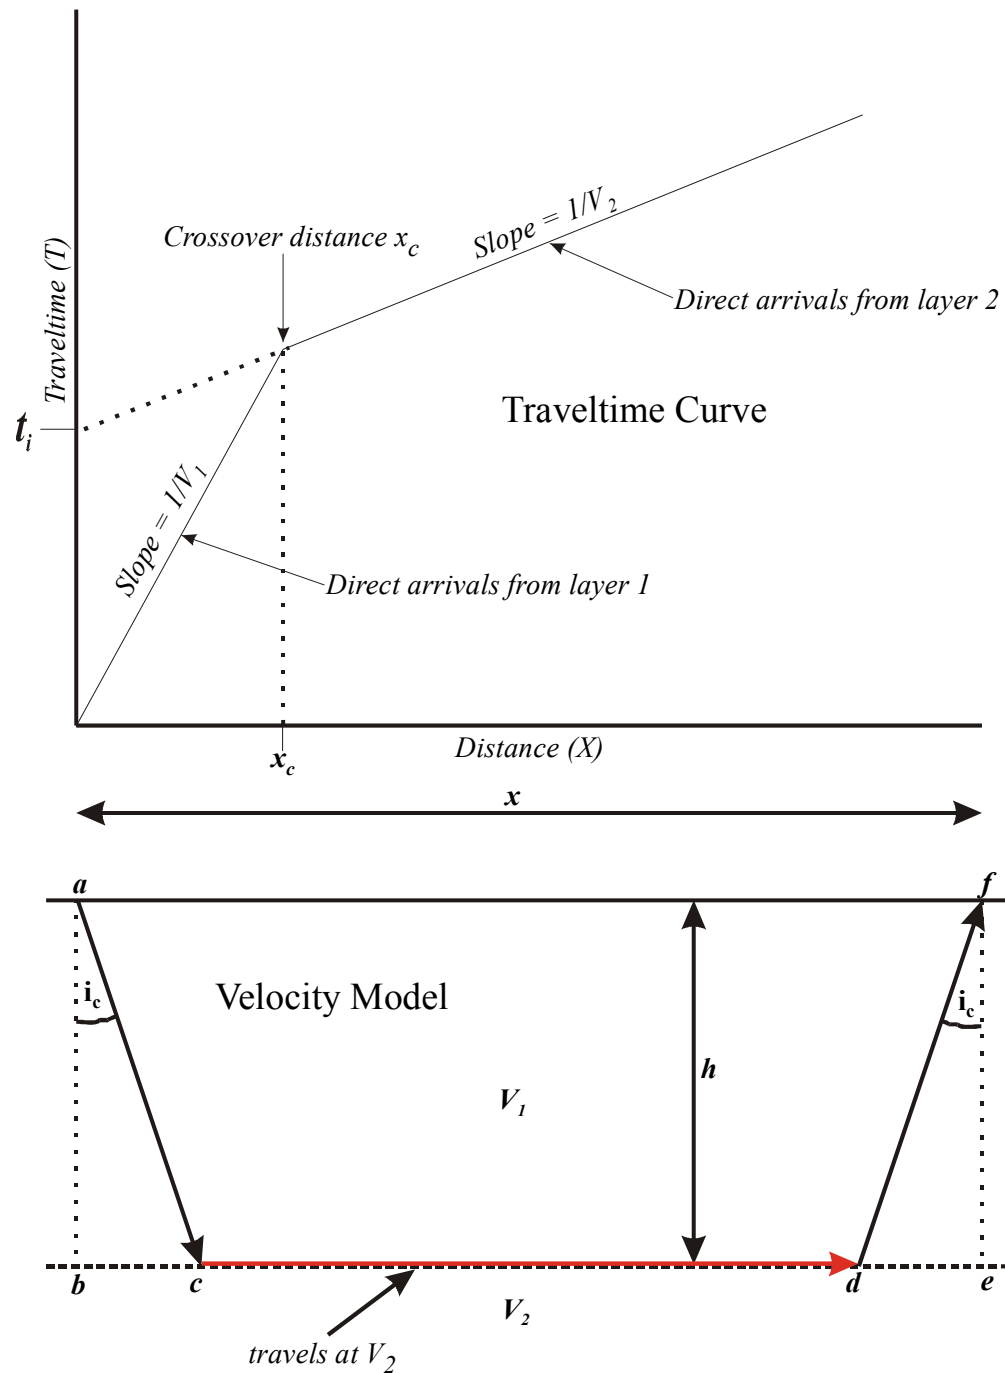 Crossover distance x_c
Slope = 1/V_2
Traveltime (T)
Direct arrivals from layer 2
Traveltime Curve
t_i
Slope = 1/V_1
Direct arrivals from layer 1
x_c
Distance (X)
x
a
f
i_c
Velocity Model
i_c
h
V_1
b
c
d
e
V_2
travels at V_2